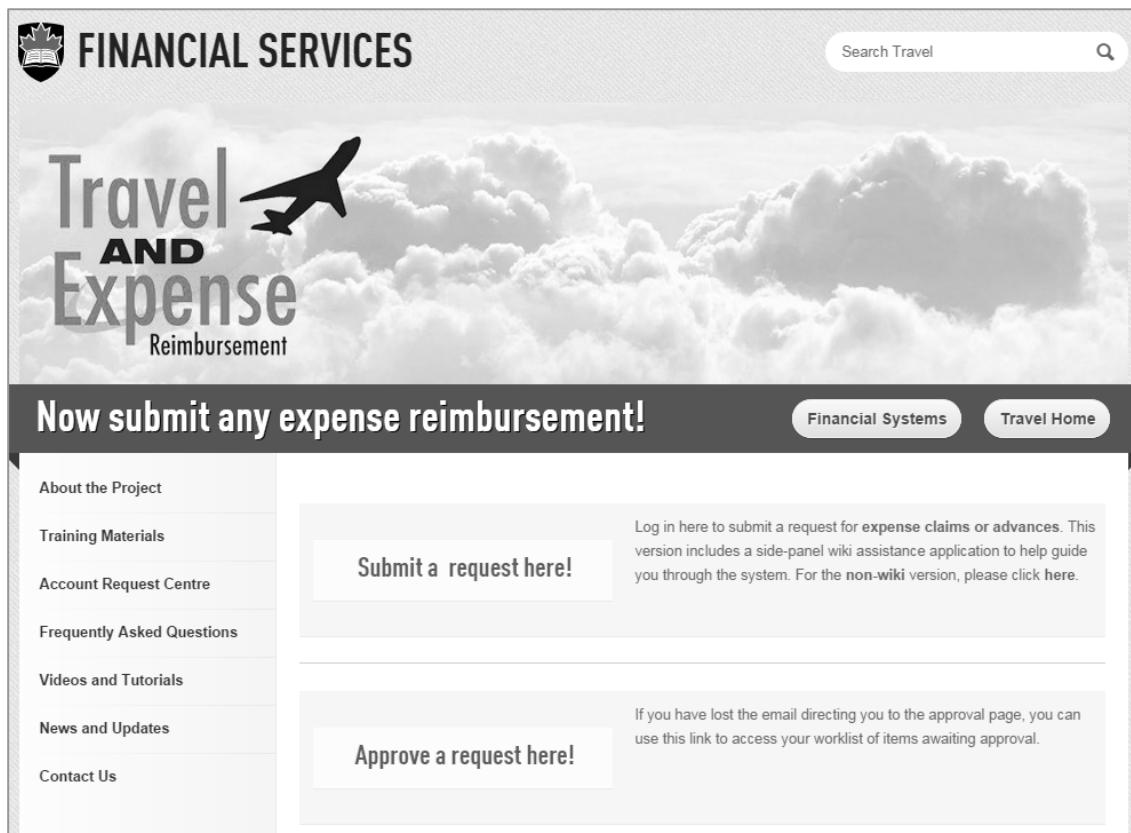 FINANCIAL SERVICES
Search Travel
Travel
AND
Expense
Reimbursement
Now submit any expense reimbursement!
Financial Systems
Travel Home
About the Project
Training Materials
Account Request Centre
Frequently Asked Questions
Videos and Tutorials
News and Updates
Contact Us
Submit a request here!
Log in here to submit a request for expense claims or advances. This
version includes a side-panel wiki assistance application to help guide
you through the system. For the non-wiki version, please click here.
Approve a request here!
If you have lost the email directing you to the approval page, you can
use this link to access your worklist of items awaiting approval.